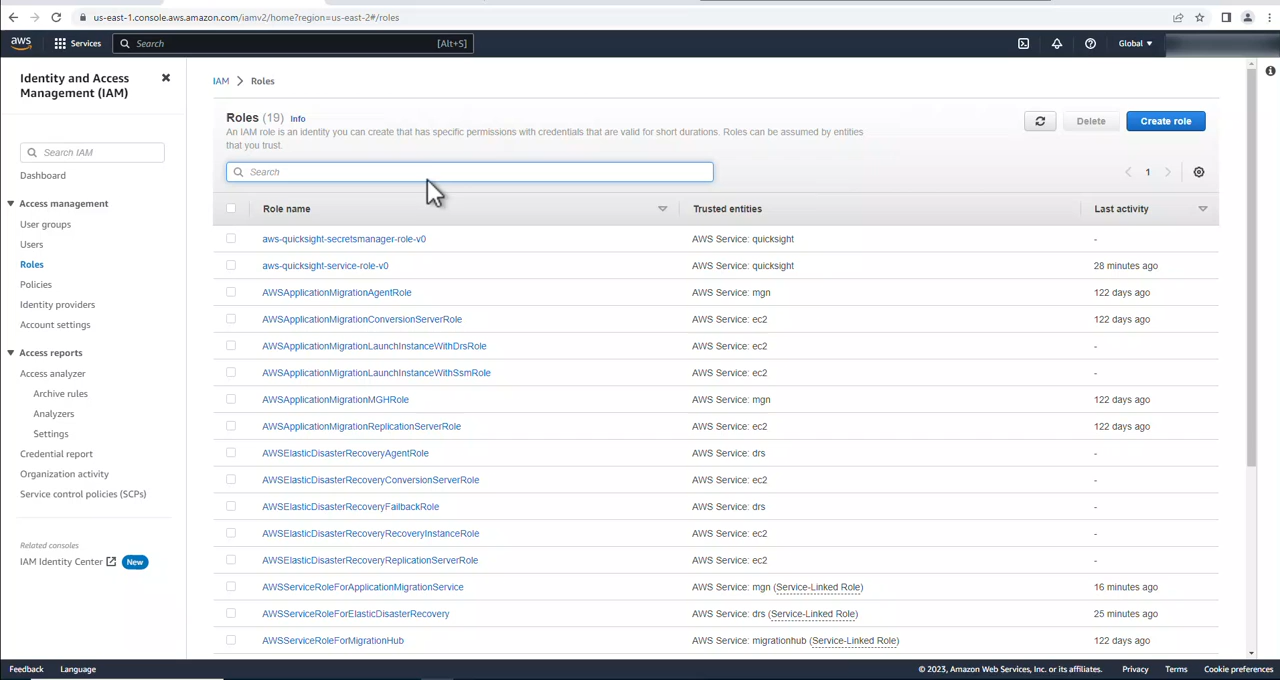 us-east-1.console.aws.amazon.com/iamv2/home?region=us-east-2#/roles
aws Services Search [Alt+S] Global
Identity and Access Management (IAM)
Search IAM
Dashboard
Access management
User groups
Users
Roles
Policies
Identity providers
Account settings
Access reports
Access analyzer
Archive rules
Analyzers
Settings
Credential report
Organization activity
Service control policies (SCPs)
Related consoles
IAM Identity Center New
IAM > Roles
Roles (19) Info
An IAM role is an identity you can create that has specific permissions with credentials that are valid for short durations. Roles can be assumed by entities
that you trust.
Delete Create role
Search
1
Role name Trusted entities Last activity
aws-quicksight-secretsmanager-role-v0 AWS Service: quicksight -
aws-quicksight-service-role-v0 AWS Service: quicksight 28 minutes ago
AWSApplicationMigrationAgentRole AWS Service: mgn 122 days ago
AWSApplicationMigrationConversionServerRole AWS Service: ec2 122 days ago
AWSApplicationMigrationLaunchInstanceWithDrsRole AWS Service: ec2 -
AWSApplicationMigrationLaunchInstanceWithSsmRole AWS Service: ec2 -
AWSApplicationMigrationMGHRole AWS Service: mgn 122 days ago
AWSApplicationMigrationReplicationServerRole AWS Service: ec2 122 days ago
AWSElasticDisasterRecoveryAgentRole AWS Service: drs -
AWSElasticDisasterRecoveryConversionServerRole AWS Service: ec2 -
AWSElasticDisasterRecoveryFailbackRole AWS Service: drs -
AWSElasticDisasterRecoveryRecoveryInstanceRole AWS Service: ec2 -
AWSElasticDisasterRecoveryReplicationServerRole AWS Service: ec2 -
AWSServiceRoleForApplicationMigrationService AWS Service: mgn (Service-Linked Role) 16 minutes ago
AWSServiceRoleForElasticDisasterRecovery AWS Service: drs (Service-Linked Role) 25 minutes ago
AWSServiceRoleForMigrationHub AWS Service: migrationhub (Service-Linked Role) 122 days ago
Feedback Language © 2023, Amazon Web Services, Inc. or its affiliates. Privacy Terms Cookie preferences